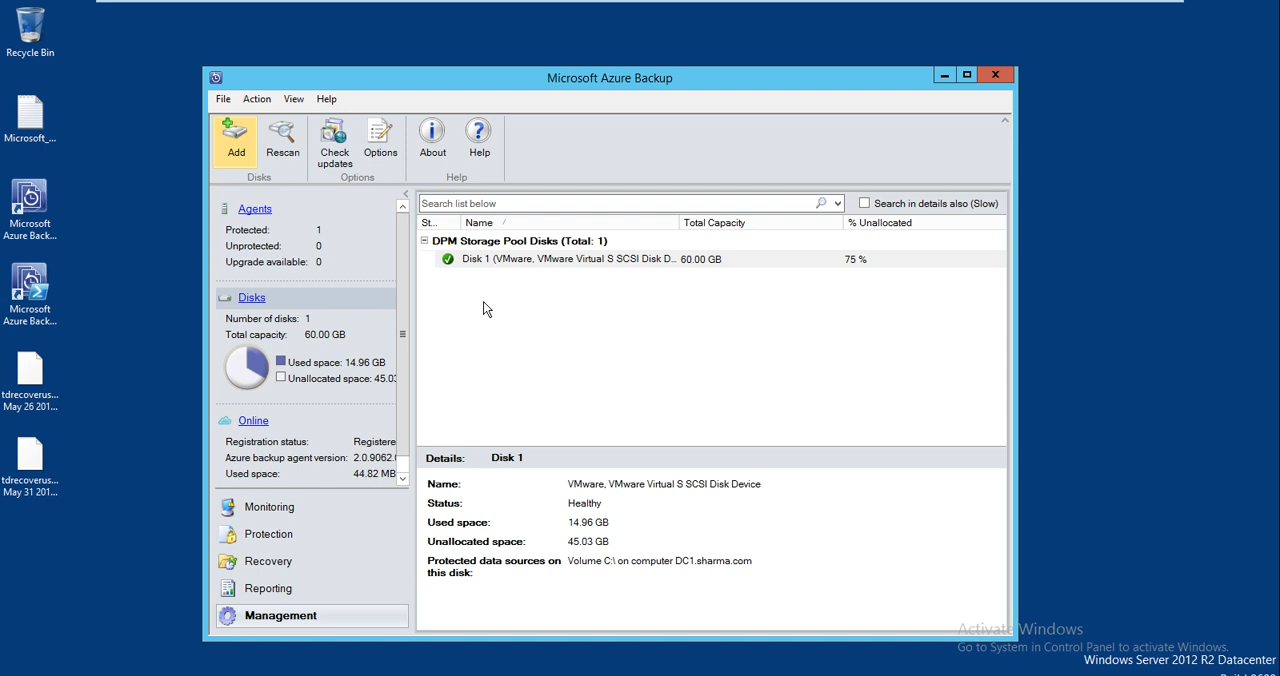 Recycle Bin
Microsoft_...
Microsoft
Azure Back...
Microsoft
Azure Back...
tdrecoverus...
May 26 201...
tdrecoverus...
May 31 201...
Microsoft Azure Backup
File Action View Help
Add Rescan Check updates Options About Help
Disks Options Help
Agents
Protected: 1
Unprotected: 0
Upgrade available: 0
Disks
Number of disks: 1
Total capacity: 60.00 GB
Used space: 14.96 GB
Unallocated space: 45.03
Online
Registration status: Registere
Azure backup agent version: 2.0.9062.
Used space: 44.82 MB
Monitoring
Protection
Recovery
Reporting
Management
Search list below Search in details also (Slow)
St... Name / Total Capacity % Unallocated
DPM Storage Pool Disks (Total: 1)
Disk 1 (VMware, VMware Virtual S SCSI Disk D... 60.00 GB 75 %
Details: Disk 1
Name: VMware, VMware Virtual S SCSI Disk Device
Status: Healthy
Used space: 14.96 GB
Unallocated space: 45.03 GB
Protected data sources on Volume C:\ on computer DC1.sharma.com
this disk:
Activate Windows
Go to System in Control Panel to activate Windows.
Windows Server 2012 R2 Datacenter